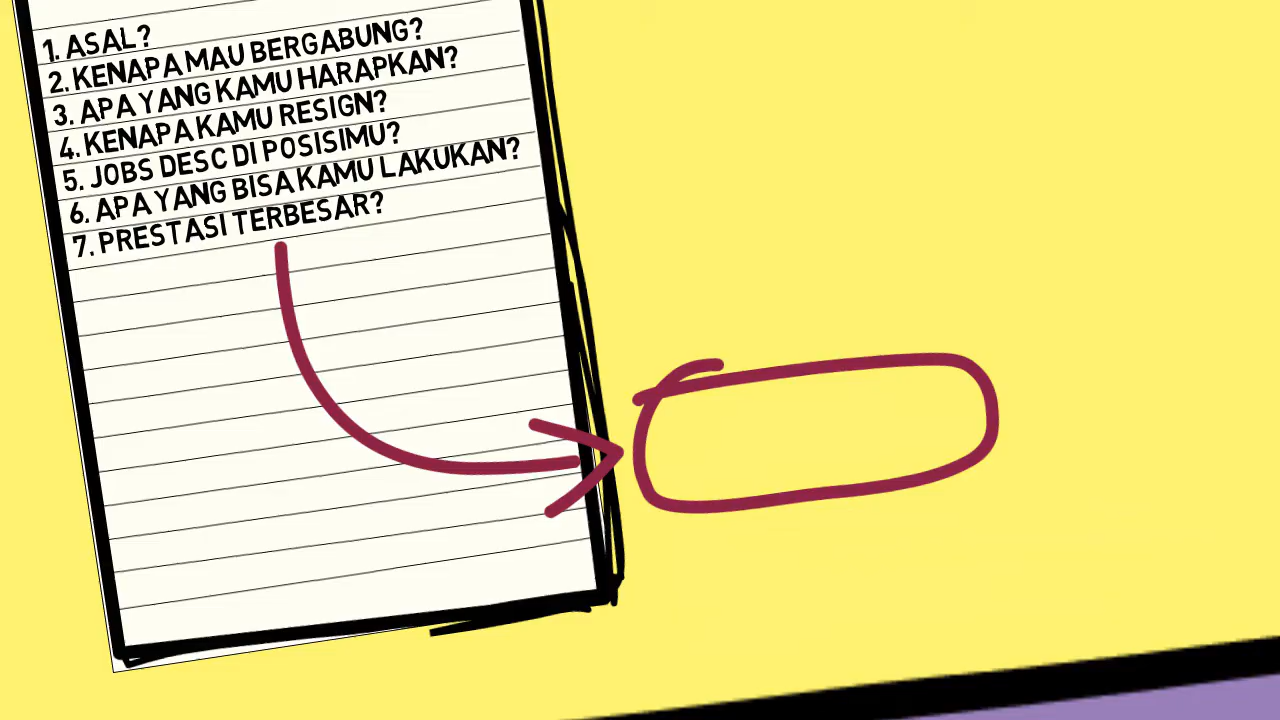 1. ASAL?
2. KENAPA MAU BERGABUNG?
3. APA YANG KAMU HARAPKAN?
4. KENAPA KAMU RESIGN?
5. JOBS DESC DI POSISIMU?
6. APA YANG BISA KAMU LAKUKAN?
7. PRESTASI TERBESAR?